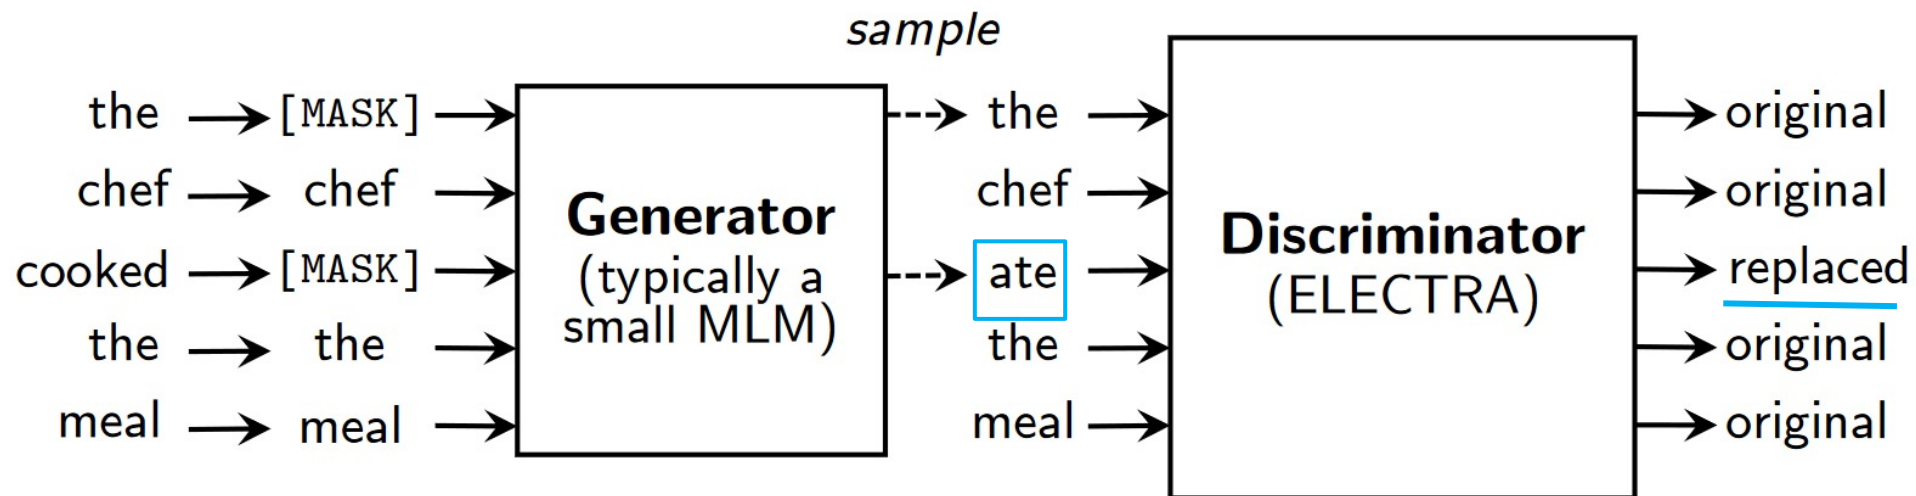 sample
the [MASK] the original
chef chef chef original
Generator
(typically a
small MLM)
Discriminator
(ELECTRA)
cooked [MASK] ate replaced
the the the original
meal meal meal original